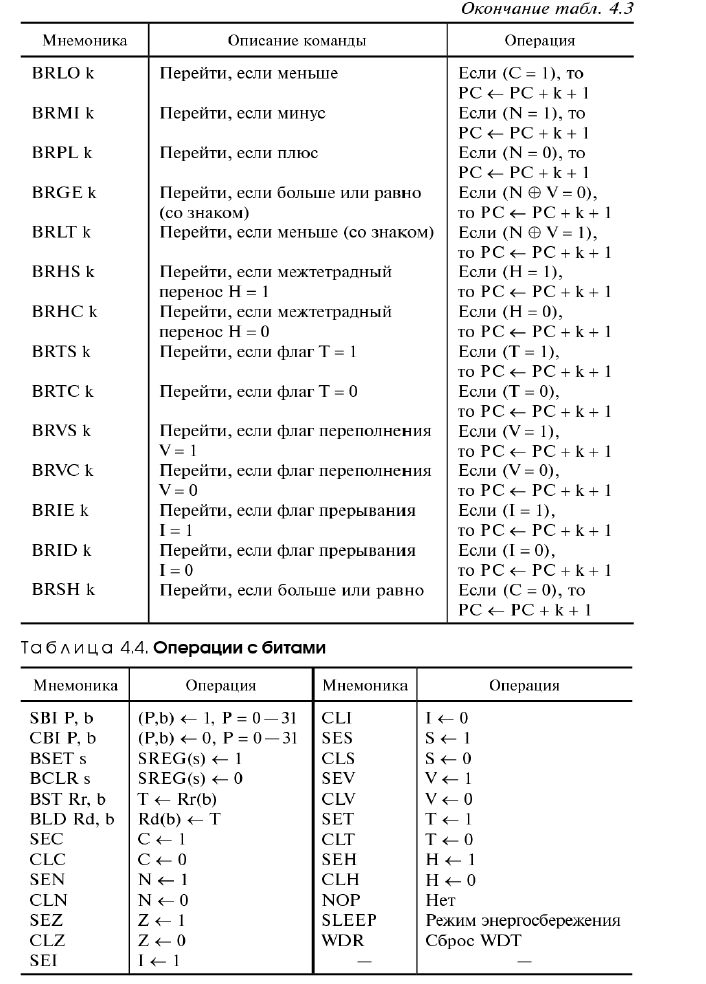 Окончание табл. 4.3
Мнемоника Описание команды Операция
BRLO k Перейти, если меньше Если (C = 1), то
PC ← PC + k + 1
BRMI k Перейти, если минус Если (N = 1), то
PC ← PC + k + 1
BRPL k Перейти, если плюс Если (N = 0), то
PC ← PC + k + 1
BRGE k Перейти, если больше или равно Если (N ⊕ V = 0),
(со знаком) то PC ← PC + k + 1
BRLT k Перейти, если меньше (со знаком) Если (N ⊕ V = 1),
то PC ← PC + k + 1
BRHS k Перейти, если межтетрадный Если (H = 1),
перенос H = 1 то PC ← PC + k + 1
BRHC k Перейти, если межтетрадный Если (H = 0),
перенос H = 0 то PC ← PC + k + 1
BRTS k Перейти, если флаг T = 1 Если (T = 1),
то PC ← PC + k + 1
BRTC k Перейти, если флаг T = 0 Если (T = 0),
то PC ← PC + k + 1
BRVS k Перейти, если флаг переполнения Если (V = 1),
V = 1 то PC ← PC + k + 1
BRVC k Перейти, если флаг переполнения Если (V = 0),
V = 0 то PC ← PC + k + 1
BRIE k Перейти, если флаг прерывания Если (I = 1),
I = 1 то PC ← PC + k + 1
BRID k Перейти, если флаг прерывания Если (I = 0),
I = 0 то PC ← PC + k + 1
BRSH k Перейти, если больше или равно Если (C = 0), то
PC ← PC + k + 1
Таблица 4.4. Операции с битами
Мнемоника Операция Мнемоника Операция
SBI P, b (P,b) ← 1, P = 0—31 CLI I ← 0
CBI P, b (P,b) ← 0, P = 0—31 SES S ← 1
BSET s SREG(s) ← 1 CLS S ← 0
BCLR s SREG(s) ← 0 SEV V ← 1
BST Rr, b T ← Rr(b) CLV V ← 0
BLD Rd, b Rd(b) ← T SET T ← 1
SEC C ← 1 CLT T ← 0
CLC C ← 0 SEH H ← 1
SEN N ← 1 CLH H ← 0
CLN N ← 0 NOP Нет
SEZ Z ← 1 SLEEP Режим энергосбережения
CLZ Z ← 0 WDR Сброс WDT
SEI I ← 1 — —